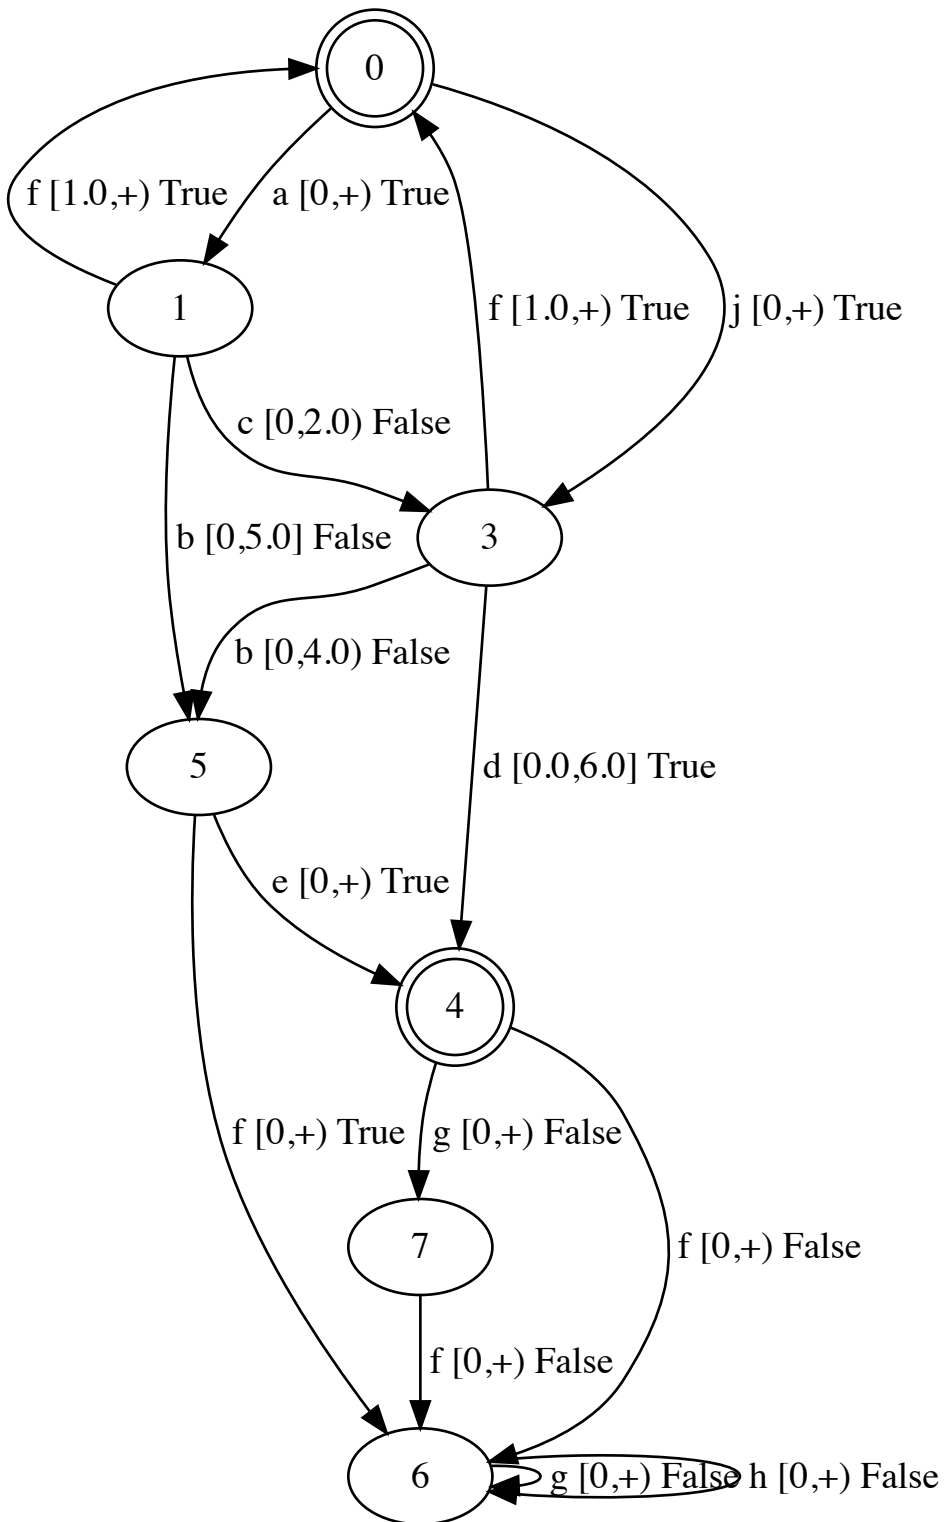 0
f [1.0,+) True
a [0,+) True
1
f [1.0,+) True
j [0,+) True
c [0,2.0) False
b [0,5.0] False
3
b [0,4.0) False
5
d [0.0,6.0] True
e [0,+) True
4
f [0,+) True
g [0,+) False
7
f [0,+) False
f [0,+) False
6
g [0,+) False
h [0,+) False